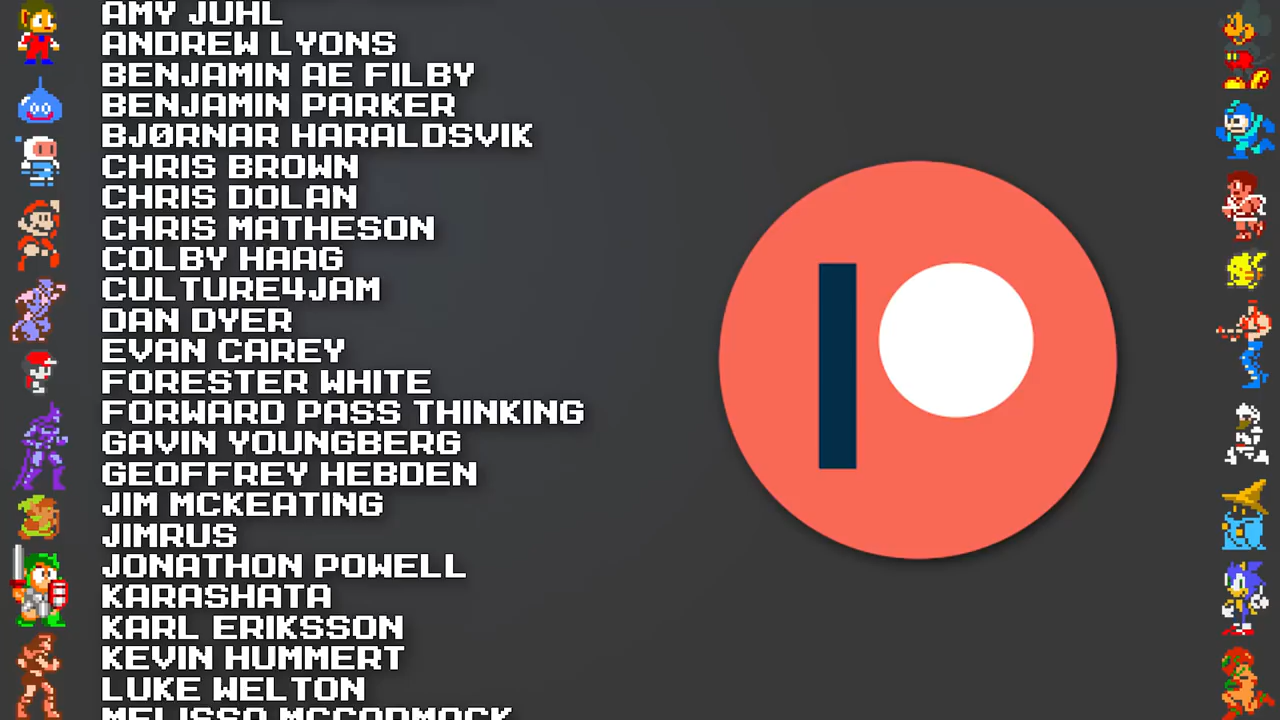 AMY JUHL
ANDREW LYONS
BENJAMIN AE FILBY
BENJAMIN PARKER
BJØRNAR HARALDSVIK
CHRIS BROWN
CHRIS DOLAN
CHRIS MATHESON
COLBY HAAG
CULTURE4JAM
DAN DYER
EVAN CAREY
FORESTER WHITE
FORWARD PASS THINKING
GAVIN YOUNGBERG
GEOFFREY HEBDEN
JIM MCKEATING
JIMRUS
JONATHON POWELL
KARASHATA
KARL ERIKSSON
KEVIN HUMMERT
LUKE WELTON
MELISSA MCCORMACK